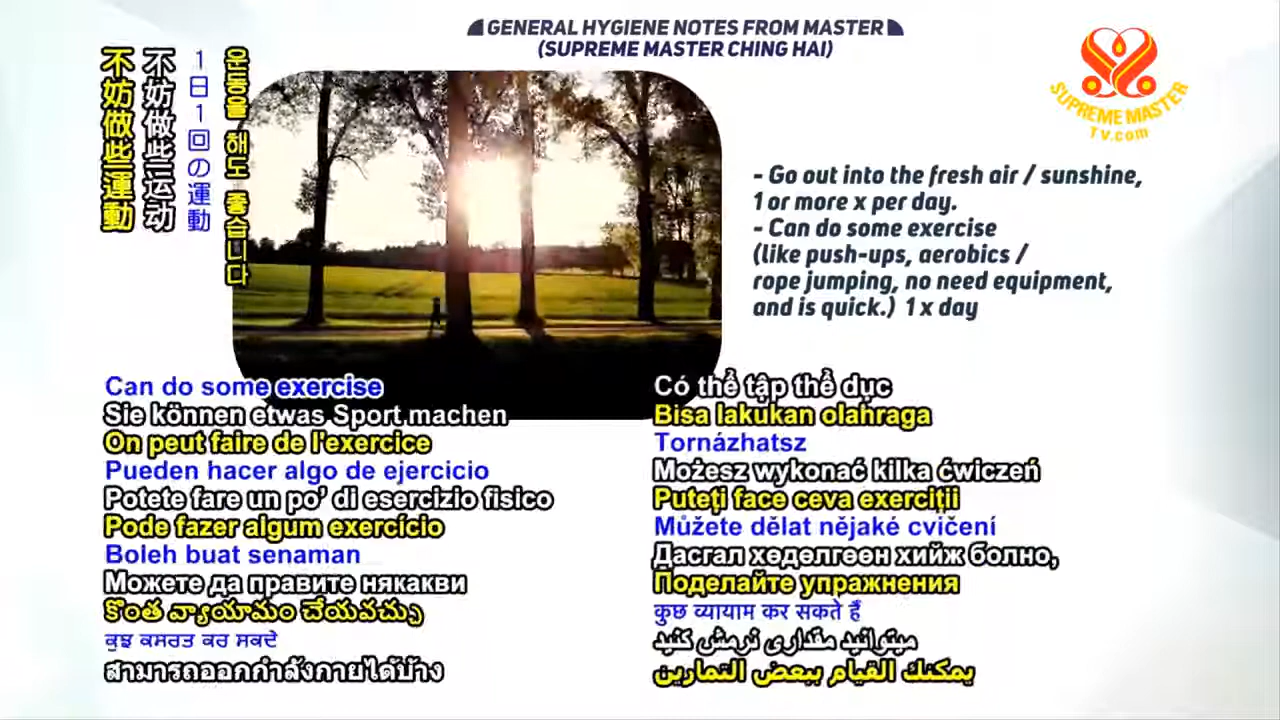 GENERAL HYGIENE NOTES FROM MASTER
(SUPREME MASTER CHING HAI)
SUPREME MASTER
TV.com
不妨做些運動
不妨做些运动
1日1回の運動
운동을 해도 좋습니다
- Go out into the fresh air / sunshine,
1 or more x per day.
- Can do some exercise
(like push-ups, aerobics /
rope jumping, no need equipment,
and is quick.) 1 x day
Can do some exercise
Sie können etwas Sport machen
On peut faire de l'exercice
Pueden hacer algo de ejercicio
Potete fare un po' di esercizio fisico
Pode fazer algum exercício
Boleh buat senaman
Можете да правите някакви
కొంత వ్యాయామం చేయవచ్చు
ਕੁਝ ਕਸਰਤ ਕਰ ਸਕਦੇ
สามารถออกกำลังกายได้บ้าง
Có thể tập thể dục
Bisa lakukan olahraga
Tornázhatsz
Możesz wykonać kilka ćwiczeń
Puteți face ceva exerciții
Můžete dělat nějaké cvičení
Дасгал хөдөлгөөн хийж болно,
Поделайте упражнения
कुछ व्यायाम कर सकते हैं
میتوانید مقداری نرمش کنید
يمكنك القيام ببعض التمارين